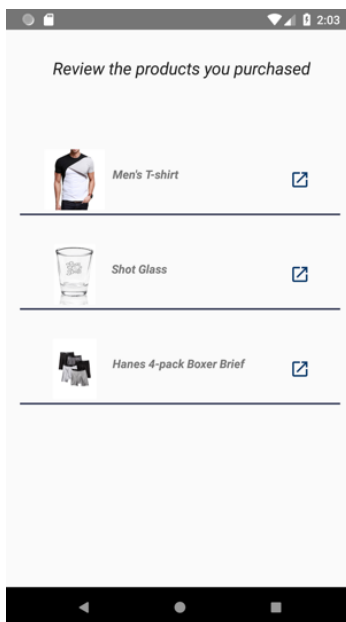 2:03
Review the products you purchased
Men's T-shirt
Shot Glass
Hanes 4-pack Boxer Brief